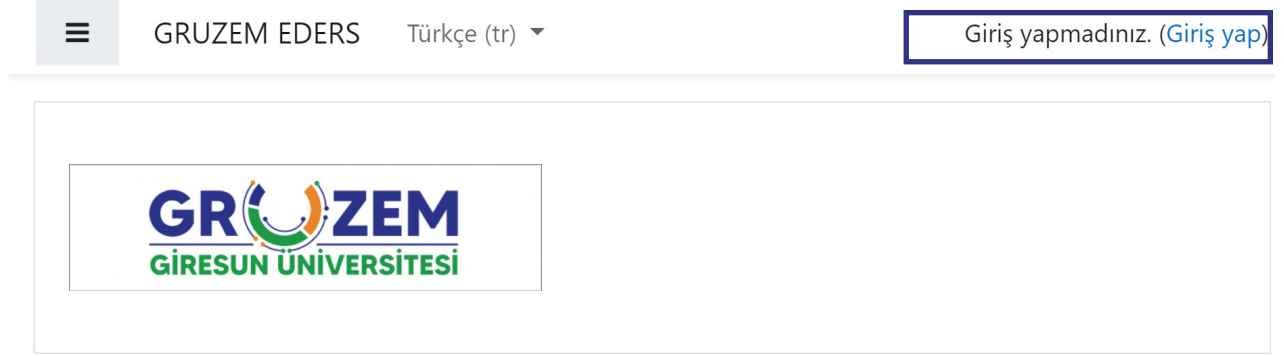 GRUZEM EDERS Türkçe (tr) Giriş yapmadınız. (Giriş yap)
GRUZEM
GİRESUN ÜNİVERSİTESİ